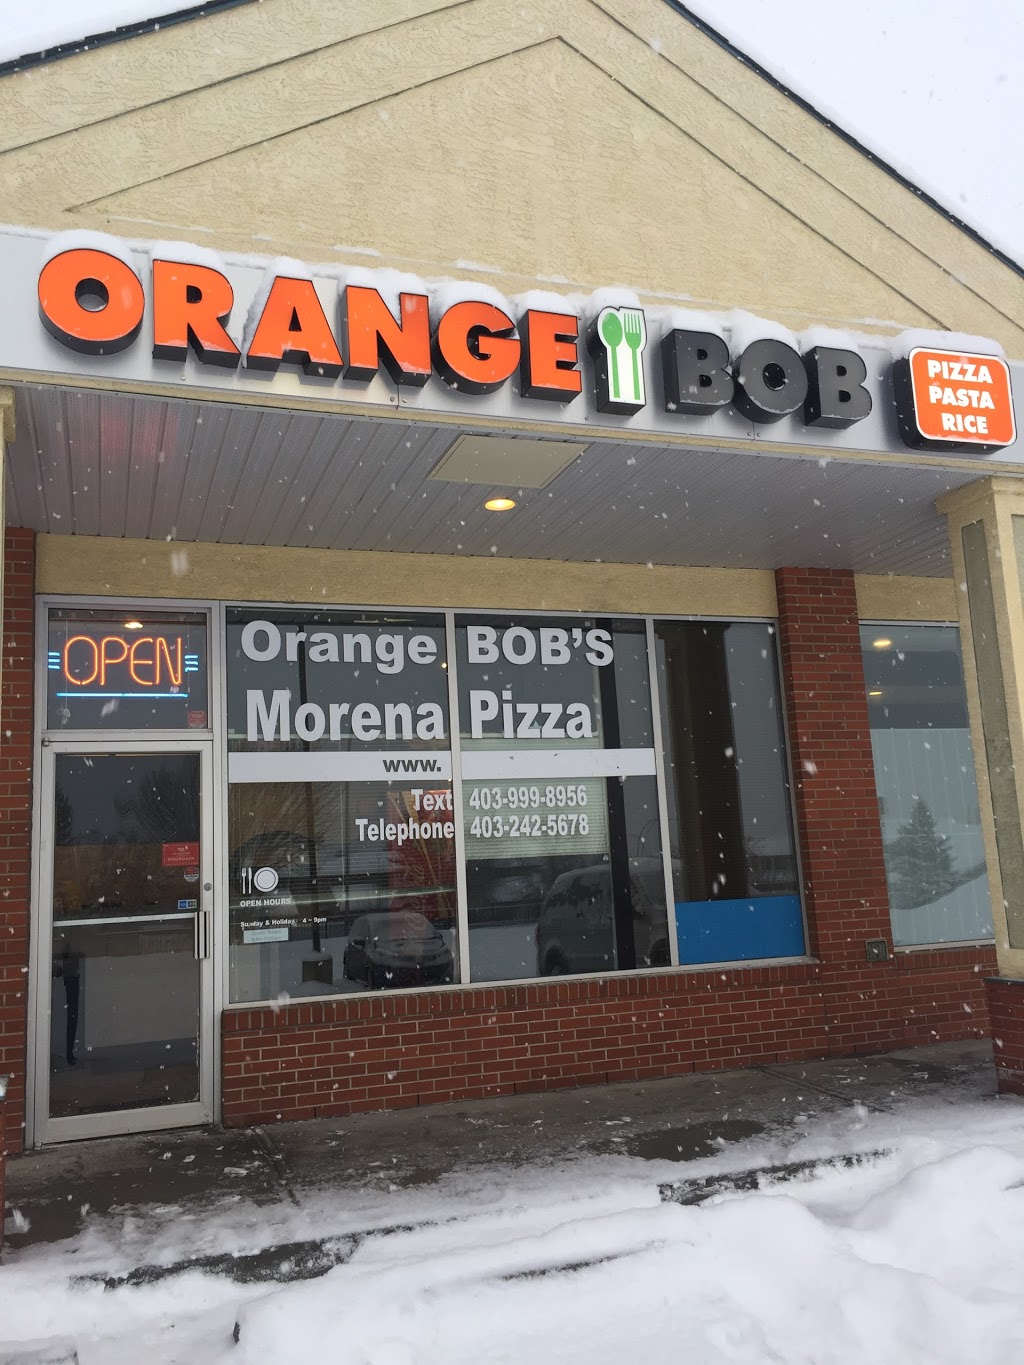 ORANGE BOB
PIZZA
PASTA
RICE
OPEN
Orange BOB'S
Morena Pizza
www.
Text 403-999-8956
Telephone 403-242-5678
OPEN HOURS
Sunday & Holiday 4 - 9pm